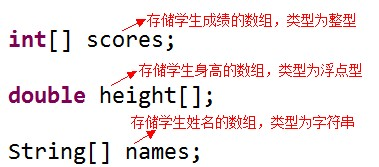 存储学生成绩的数组，类型为整型
int[] scores;
存储学生身高的数组，类型为浮点型
double height[];
存储学生姓名的数组，类型为字符串
String[] names;